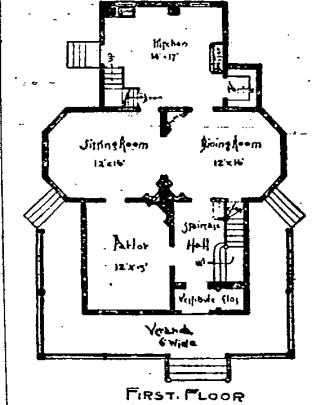 Kitchen
14'×17'
Sitting Room
12'×16'
Dining Room
12'×16'
Staircase
Hall
Parlor
12'×15'
Vestibule
Veranda
6' Wide
FIRST. FLOOR